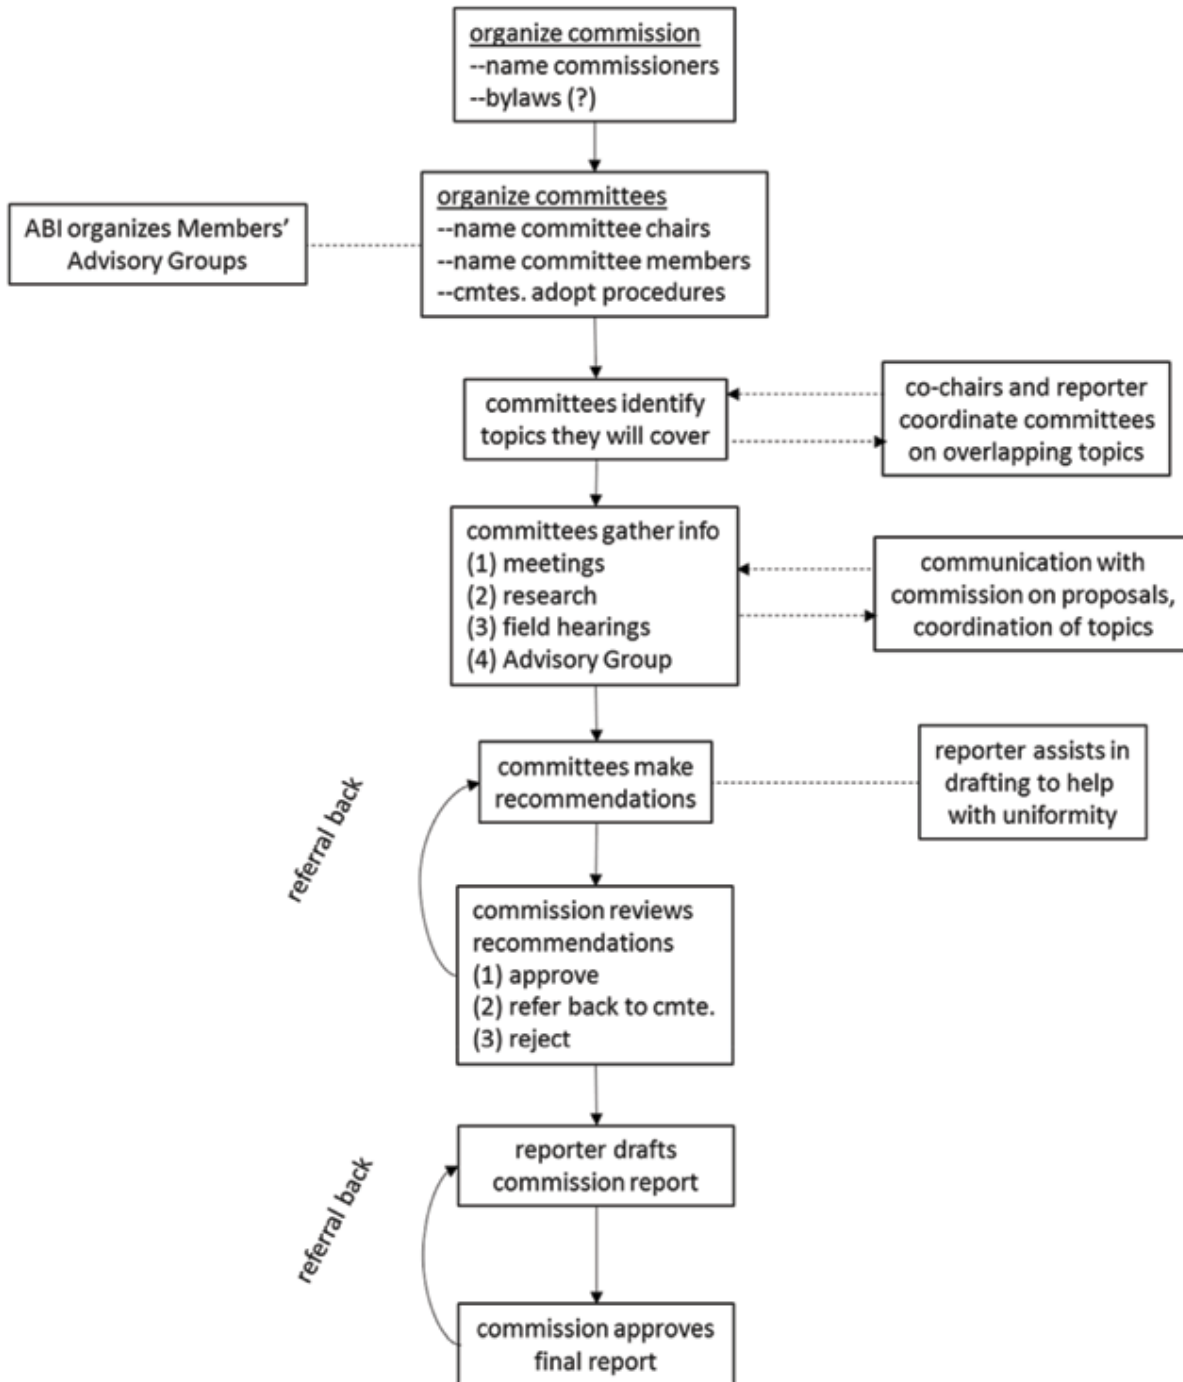 organize commission
--name commissioners
--bylaws (?)
organize committees
--name committee chairs
--name committee members
--cmtes. adopt procedures
ABI organizes Members'
Advisory Groups
committees identify
topics they will cover
co-chairs and reporter
coordinate committees
on overlapping topics
committees gather info
(1) meetings
(2) research
(3) field hearings
(4) Advisory Group
communication with
commission on proposals,
coordination of topics
committees make
recommendations
reporter assists in
drafting to help
with uniformity
referral back
commission reviews
recommendations
(1) approve
(2) refer back to cmte.
(3) reject
reporter drafts
commission report
referral back
commission approves
final report